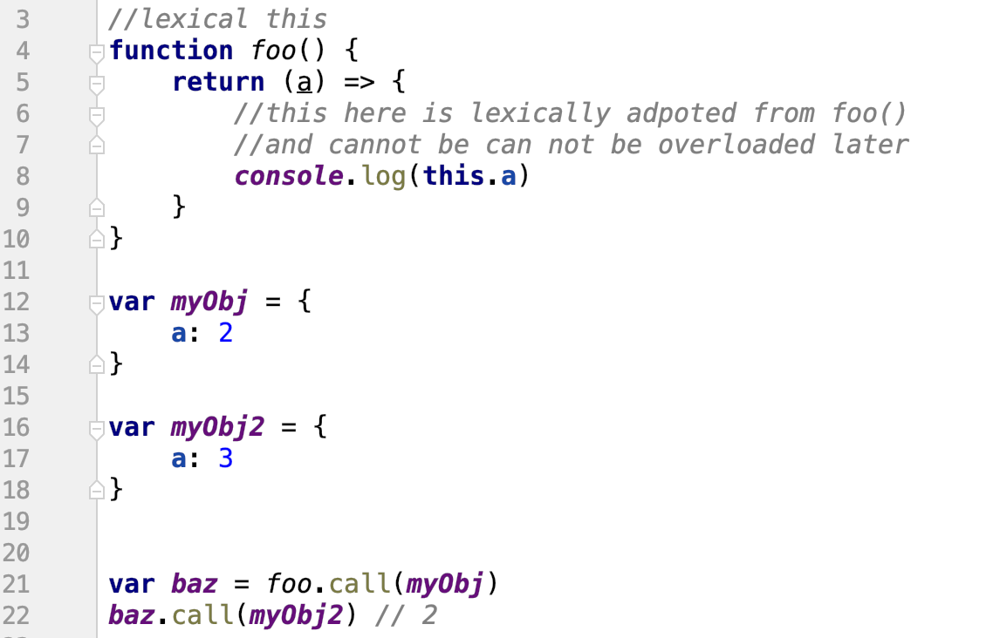 3 //lexical this
4 function foo() {
5     return (a) => {
6         //this here is lexically adpoted from foo()
7         //and cannot be can not be overloaded later
8         console.log(this.a)
9     }
10 }
11
12 var myObj = {
13     a: 2
14 }
15
16 var myObj2 = {
17     a: 3
18 }
19
20
21 var baz = foo.call(myObj)
22 baz.call(myObj2) // 2